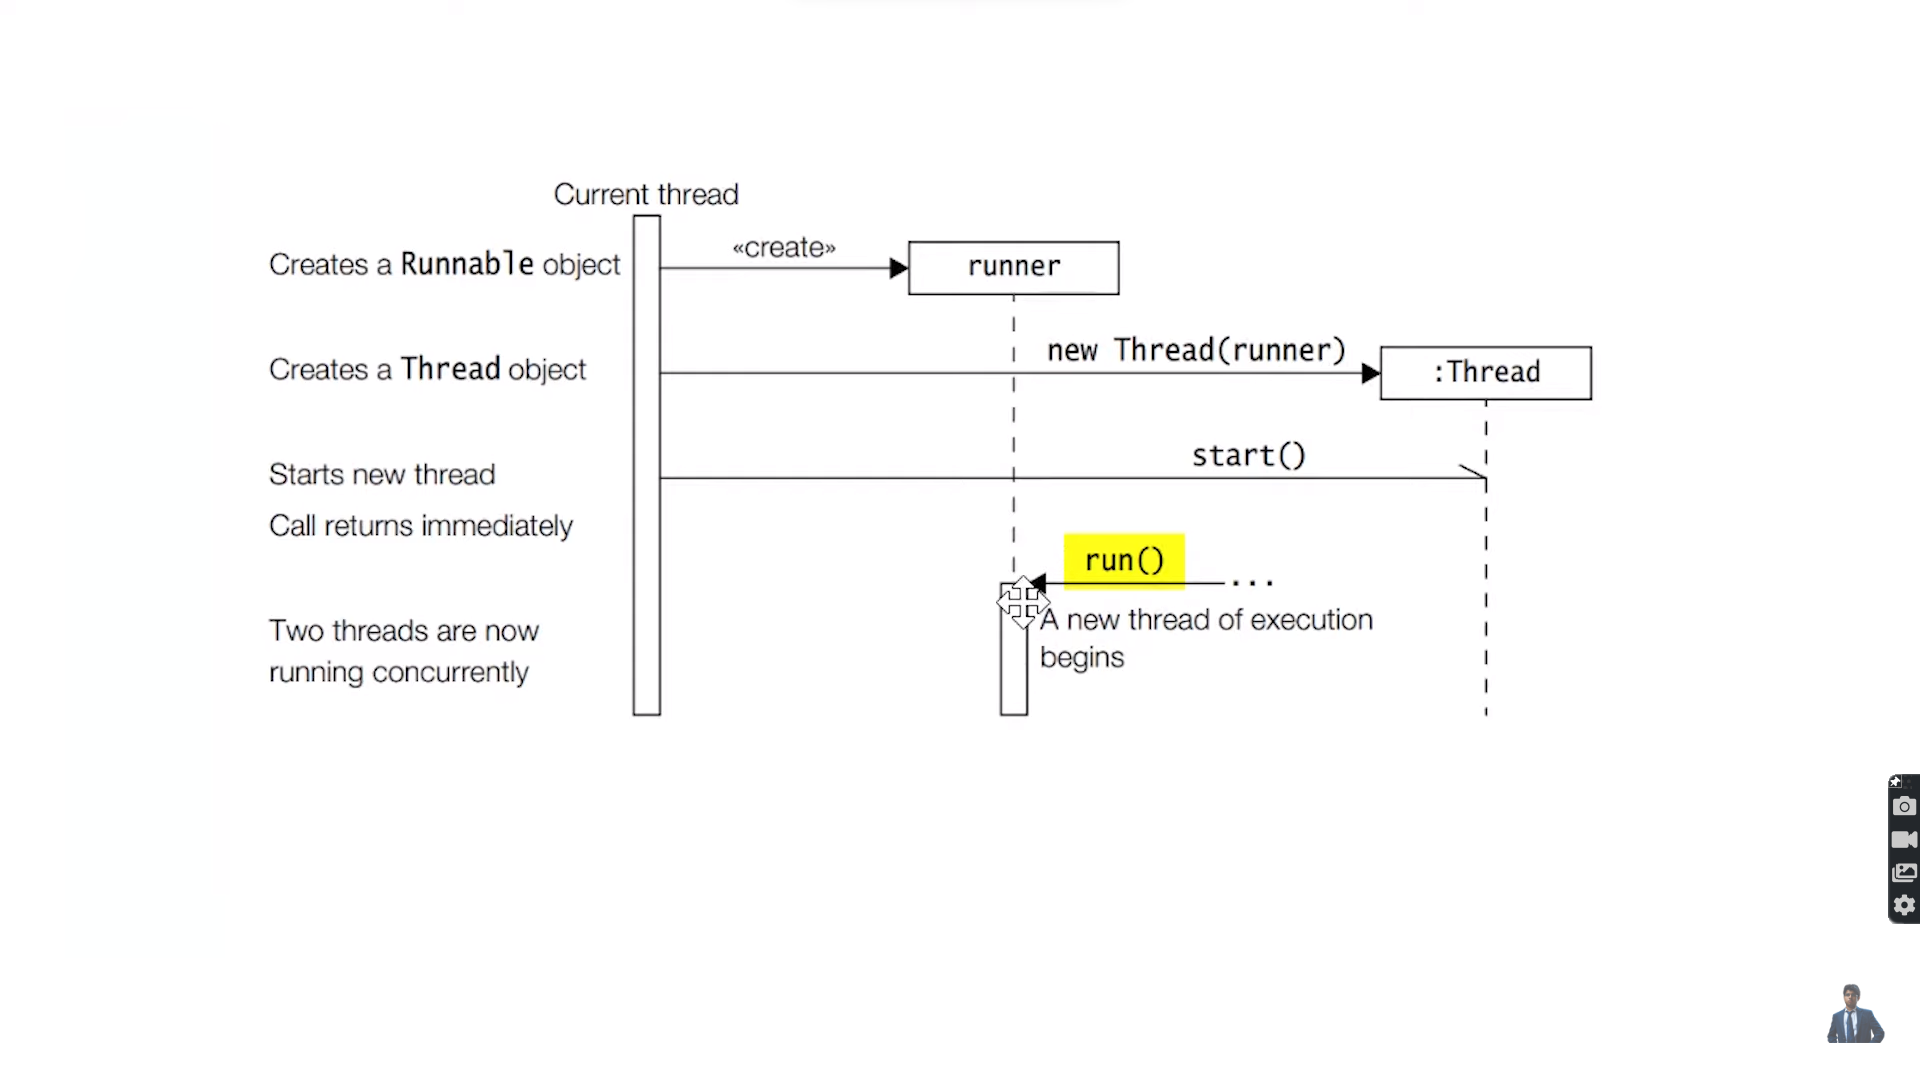 Current thread
Creates a Runnable object
«create»
runner
Creates a Thread object
new Thread(runner)
:Thread
Starts new thread
start()
Call returns immediately
run()
...
A new thread of execution
begins
Two threads are now
running concurrently